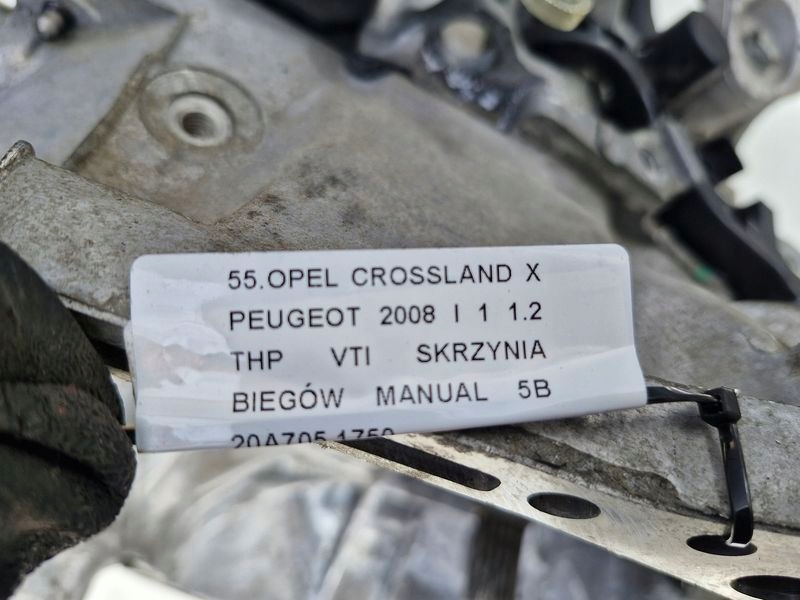 55.OPEL CROSSLAND X
PEUGEOT 2008 I 1 1.2
THP VTI SKRZYNIA
BIEGÓW MANUAL 5B